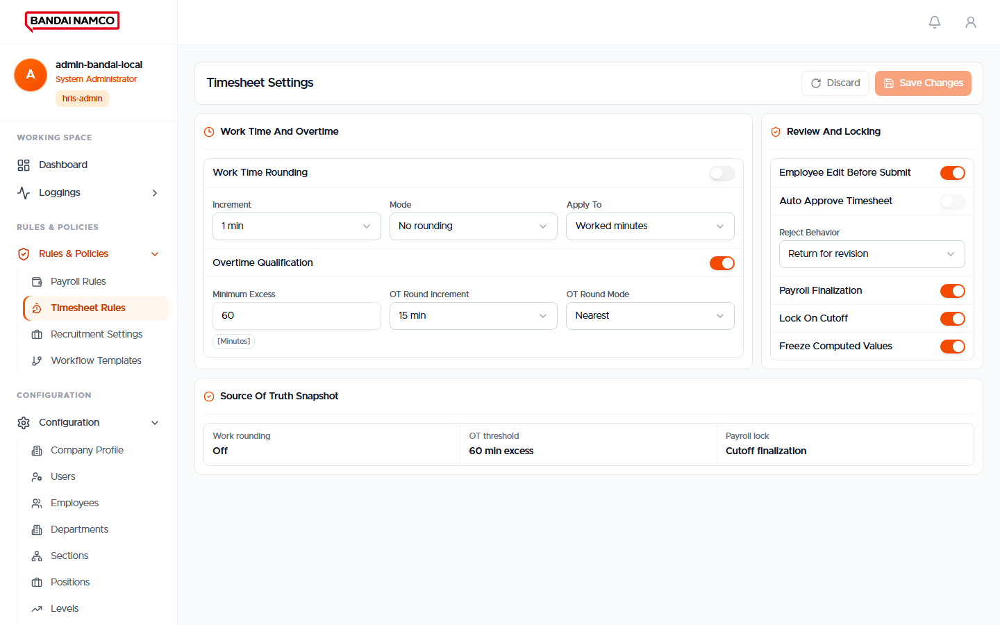 BANDAI NAMCO
A
admin-bandai-local
System Administrator
hris-admin
WORKING SPACE
Dashboard
Loggings
RULES & POLICIES
Rules & Policies
Payroll Rules
Timesheet Rules
Recruitment Settings
Workflow Templates
CONFIGURATION
Configuration
Company Profile
Users
Employees
Departments
Sections
Positions
Levels
Timesheet Settings
Discard
Save Changes
Work Time And Overtime
Work Time Rounding
Increment
Mode
Apply To
1 min
No rounding
Worked minutes
Overtime Qualification
Minimum Excess
OT Round Increment
OT Round Mode
60
15 min
Nearest
[Minutes]
Review And Locking
Employee Edit Before Submit
Auto Approve Timesheet
Reject Behavior
Return for revision
Payroll Finalization
Lock On Cutoff
Freeze Computed Values
Source Of Truth Snapshot
Work rounding
Off
OT threshold
60 min excess
Payroll lock
Cutoff finalization